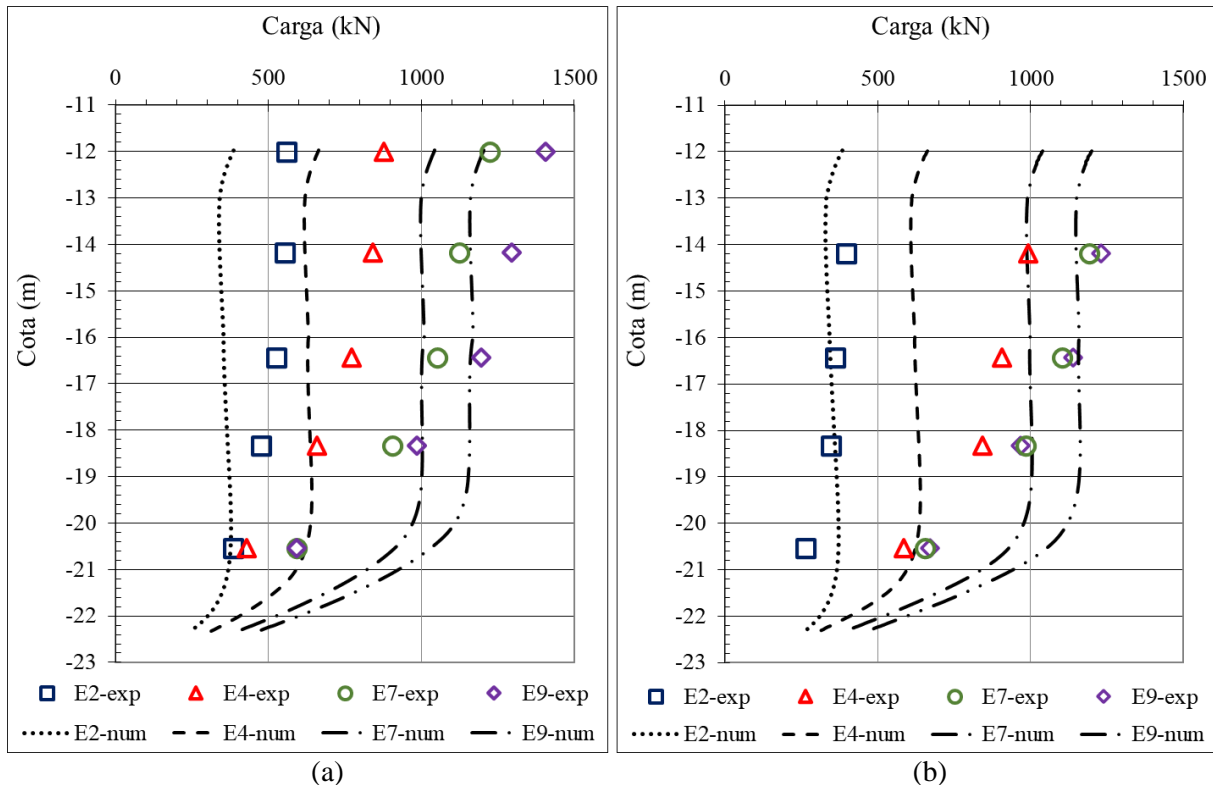 Carga (kN)
0 500 1000 1500
-11
-12
-13
-14
-15
-16
-17
-18
-19
-20
-21
-22
-23
Cota (m)
E2-exp E4-exp E7-exp E9-exp
E2-num E4-num E7-num E9-num
(a)
Carga (kN)
0 500 1000 1500
-11
-12
-13
-14
-15
-16
-17
-18
-19
-20
-21
-22
-23
Cota (m)
E2-exp E4-exp E7-exp E9-exp
E2-num E4-num E7-num E9-num
(b)